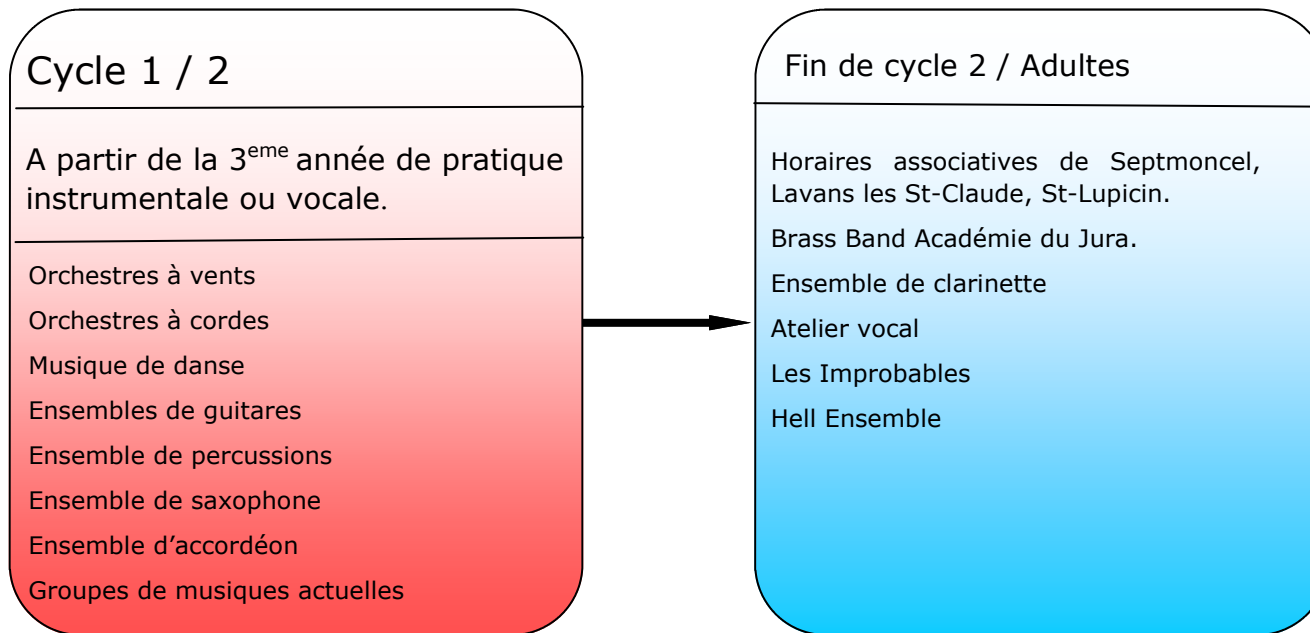 Cycle 1 / 2
A partir de la 3eme année de pratique
instrumentale ou vocale.
Orchestres à vents
Orchestres à cordes
Musique de danse
Ensembles de guitares
Ensemble de percussions
Ensemble de saxophone
Ensemble d’accordéon
Groupes de musiques actuelles
Fin de cycle 2 / Adultes
Horaires associatives de Septmoncel,
Lavans les St-Claude, St-Lupicin.
Brass Band Académie du Jura.
Ensemble de clarinette
Atelier vocal
Les Improbables
Hell Ensemble